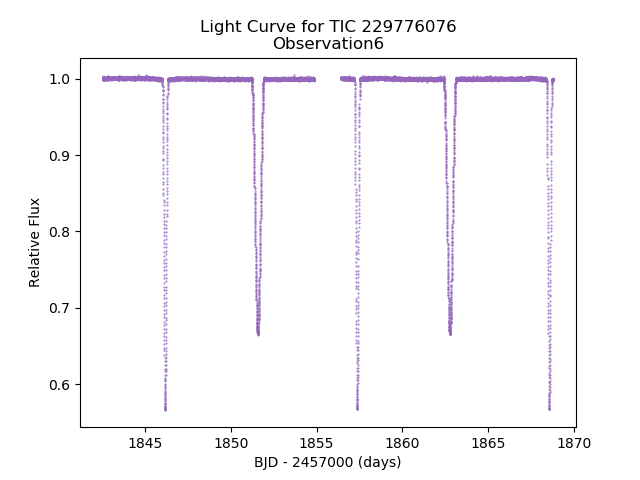 Light Curve for TIC 229776076
Observation6
1.0
0.9
0.8
0.7
0.6
Relative Flux
1845
1850
1855
1860
1865
1870
BJD - 2457000 (days)